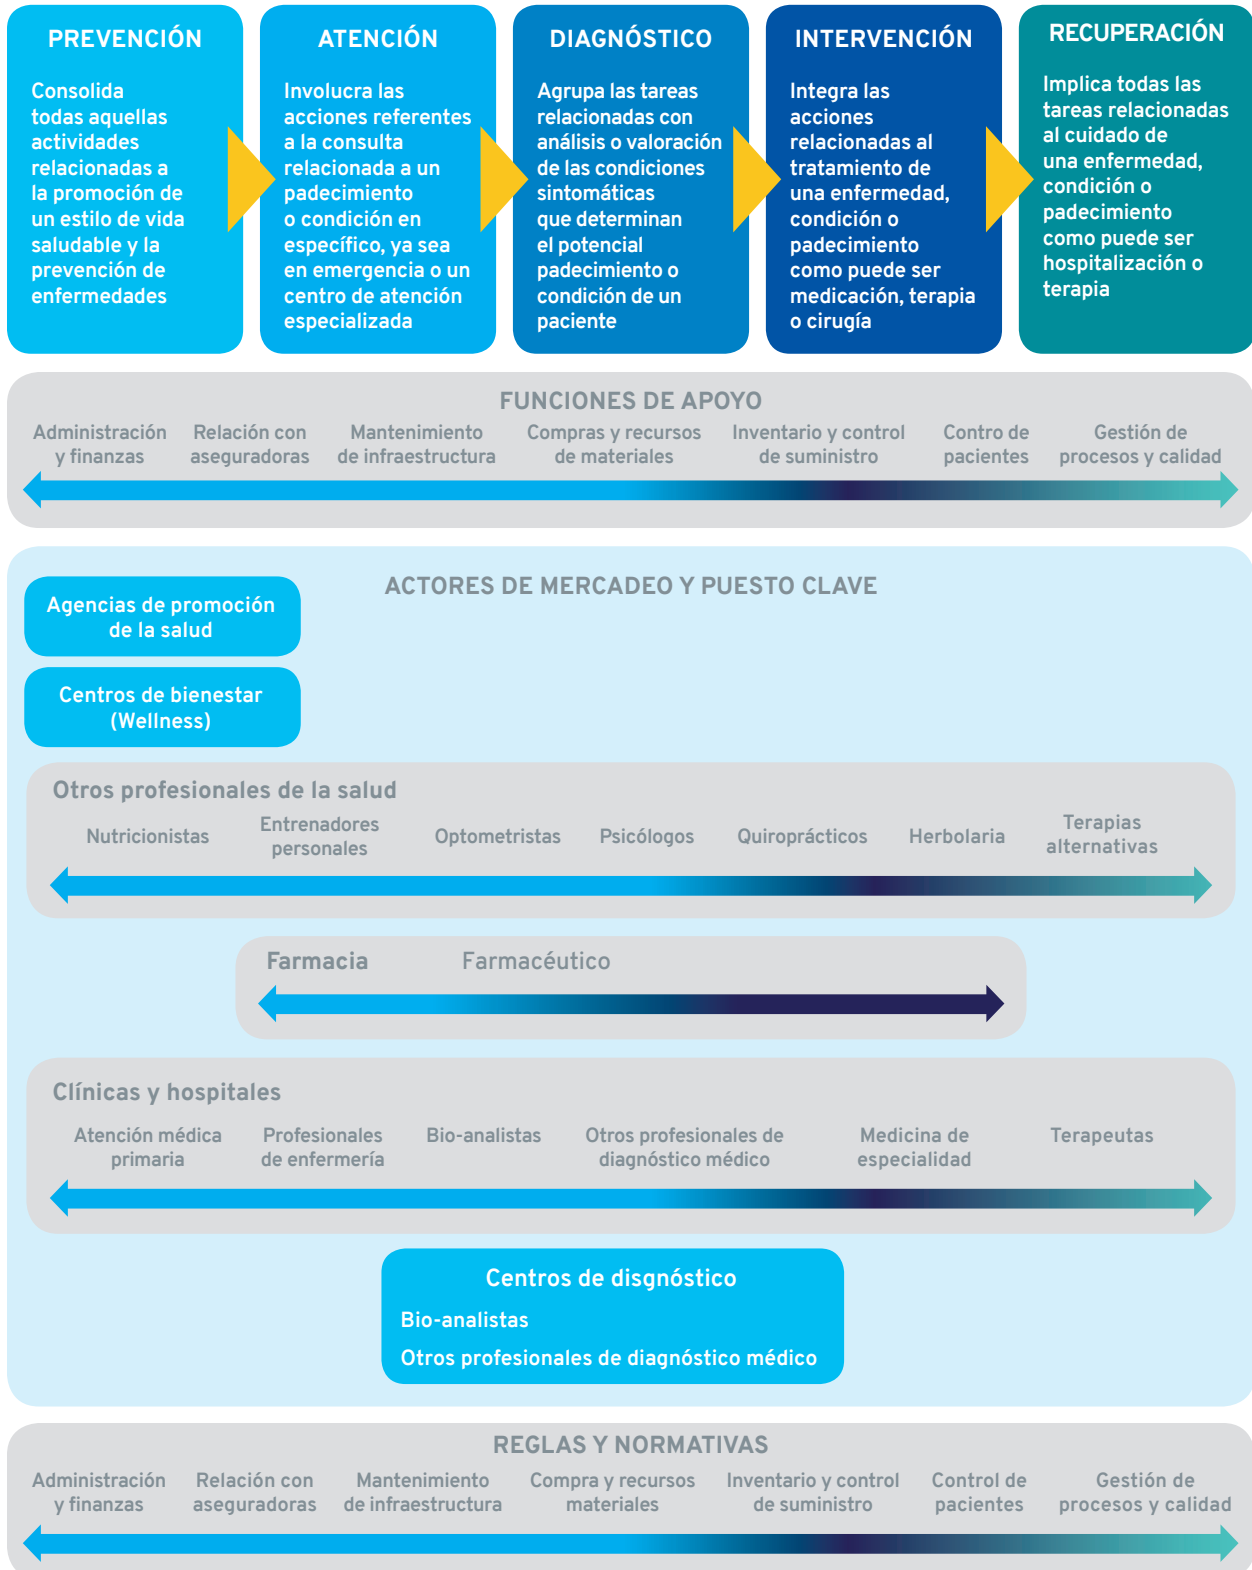 PREVENCIÓN
Consolida
todas aquellas
actividades
relacionadas a
la promoción de
un estilo de vida
saludable y la
prevención de
enfermedades
ATENCIÓN
Involucra las
acciones referentes
a la consulta
relacionada a un
padecimiento
o condición en
específico, ya sea
en emergencia o un
centro de atención
especializada
DIAGNÓSTICO
Agrupa las tareas
relacionadas con
análisis o valoración
de las condiciones
sintomáticas
que determinan
el potencial
padecimiento o
condición de un
paciente
INTERVENCIÓN
Integra las
acciones
relacionadas al
tratamiento de
una enfermedad,
condición o
padecimiento
como puede ser
medicación, terapia
o cirugía
RECUPERACIÓN
Implica todas las
tareas relacionadas
al cuidado de
una enfermedad,
condición o
padecimiento
como puede ser
hospitalización o
terapia
FUNCIONES DE APOYO
Administración
y finanzas
Relación con
aseguradoras
Mantenimiento
de infraestructura
Compras y recursos
de materiales
Inventario y control
de suministro
Contro de
pacientes
Gestión de
procesos y calidad
ACTORES DE MERCADEO Y PUESTO CLAVE
Agencias de promoción
de la salud
Centros de bienestar
(Wellness)
Otros profesionales de la salud
Nutricionistas
Entrenadores
personales
Optometristas
Psicólogos
Quiroprácticos
Herbolaria
Terapias
alternativas
Farmacia
Farmacéutico
Clínicas y hospitales
Atención médica
primaria
Profesionales
de enfermería
Bio-analistas
Otros profesionales de
diagnóstico médico
Medicina de
especialidad
Terapeutas
Centros de disgnóstico
Bio-analistas
Otros profesionales de diagnóstico médico
REGLAS Y NORMATIVAS
Administración
y finanzas
Relación con
aseguradoras
Mantenimiento
de infraestructura
Compra y recursos
materiales
Inventario y control
de suministro
Control de
pacientes
Gestión de
procesos y calidad